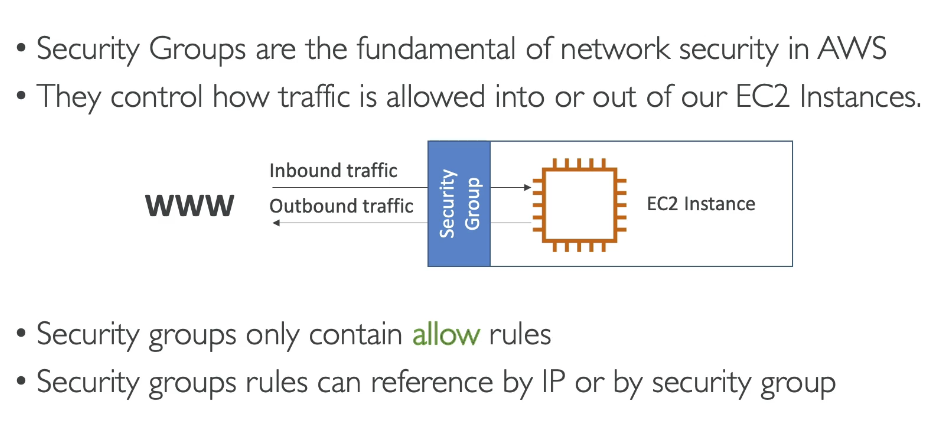 • Security Groups are the fundamental of network security in AWS
• They control how traffic is allowed into or out of our EC2 Instances.
Inbound traffic
WWW
Outbound traffic
Security
Group
EC2 Instance
• Security groups only contain allow rules
• Security groups rules can reference by IP or by security group